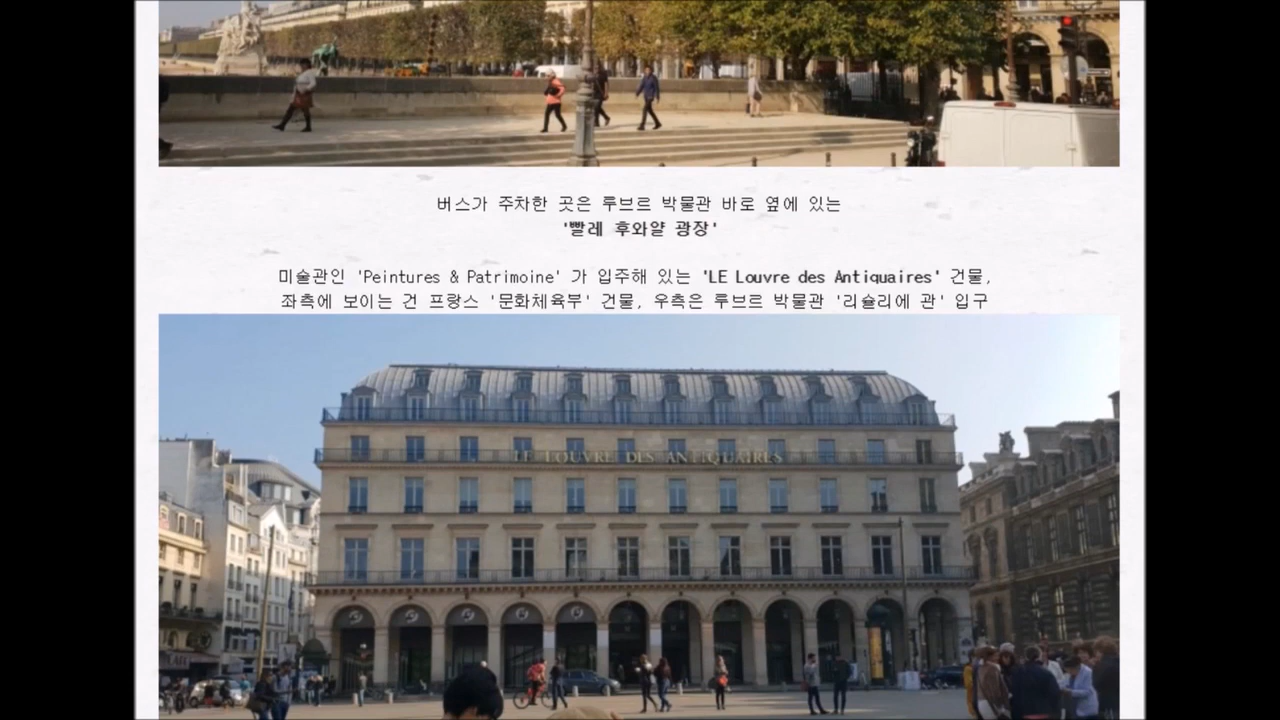 버스가 주차한 곳은 루브르 박물관 바로 옆에 있는
'빨레 후와얄 광장'
미술관인 'Peintures & Patrimoine' 가 입주해 있는 'LE Louvre des Antiquaires' 건물,
좌측에 보이는 건 프랑스 '문화체육부' 건물, 우측은 루브르 박물관 '리슐리에 관' 입구
LE LOUVRE DES ANTIQUAIRES